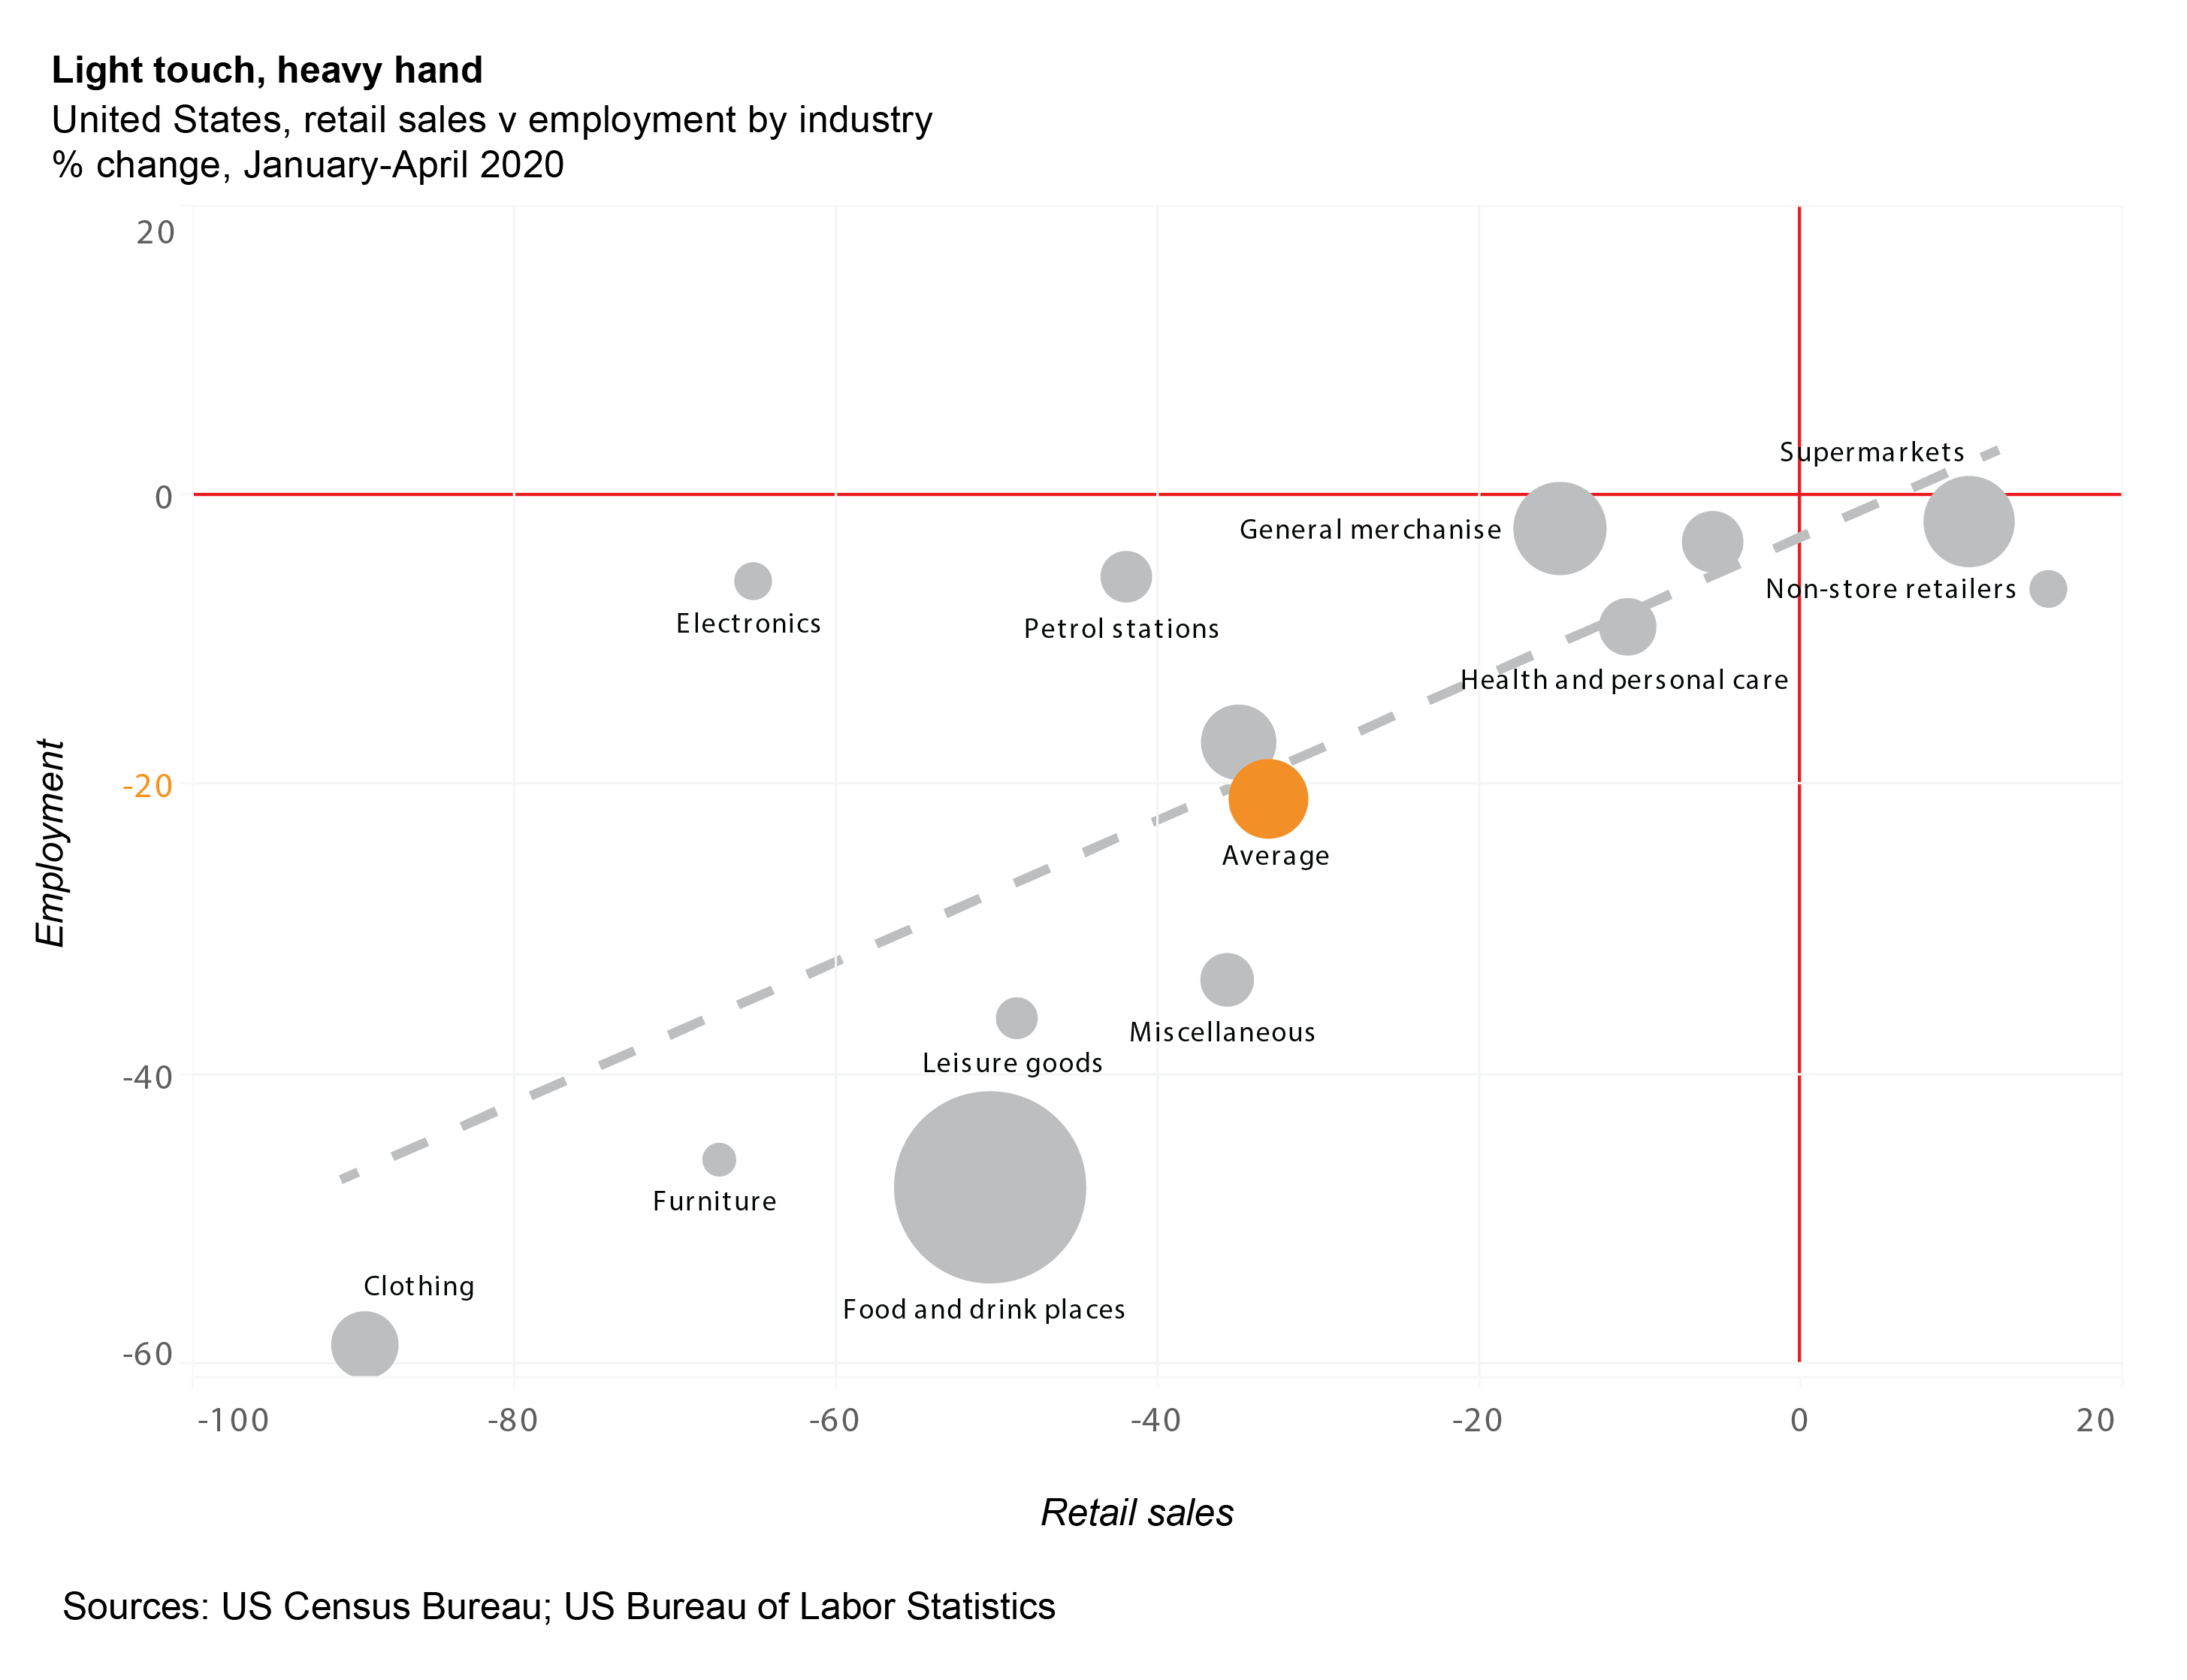 Light touch, heavy hand
United States, retail sales v employment by industry
% change, January-April 2020
20
Supermarkets
0
General merchanise
Non-store retailers
Electronics
Petrol stations
Health and personal care
Employment
-20
Average
Miscellaneous
Leisure goods
-40
Furniture
Clothing
Food and drink places
-60
-100 -80 -60 -40 -20 0 20
Retail sales
Sources: US Census Bureau; US Bureau of Labor Statistics